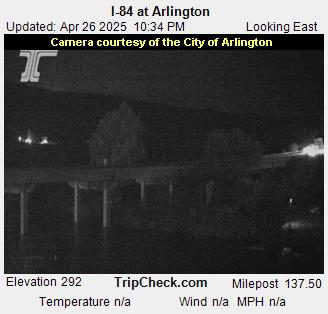 I-84 at Arlington
Updated: Apr 26 2025 10:34 PM Looking East
Camera courtesy of the City of Arlington
Elevation 292 TripCheck.com Milepost 137.50
Temperature n/a Wind n/a MPH n/a